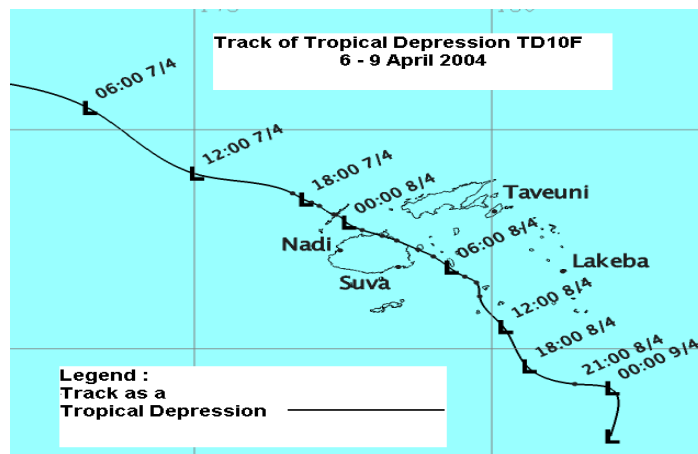 Track of Tropical Depression TD10F
6 - 9 April 2004
06:00 7/4
12:00 7/4
18:00 7/4
00:00 8/4
Taveuni
Nadi
06:00 8/4
Suva
Lakeba
12:00 8/4
18:00 8/4
21:00 8/4
00:00 9/4
Legend :
Track as a
Tropical Depression